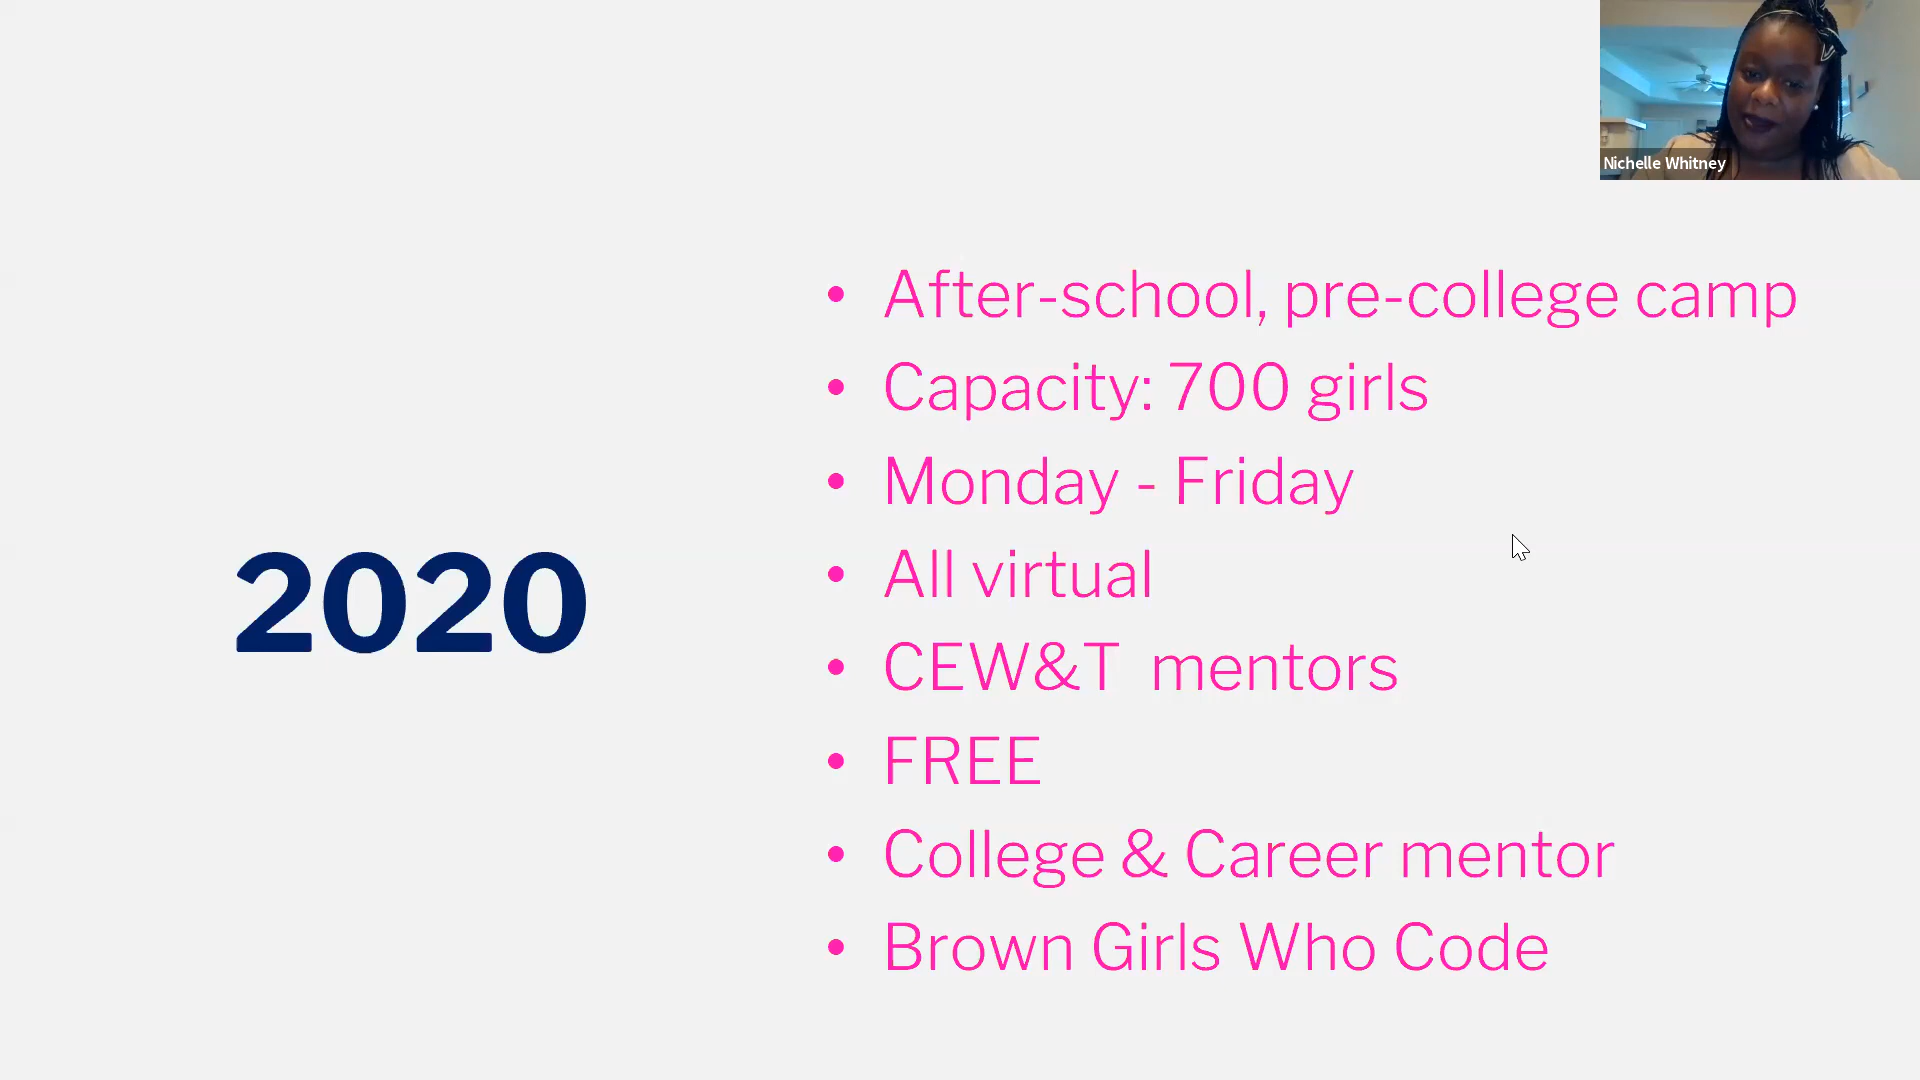 Nichelle Whitney
2020
• After-school, pre-college camp
• Capacity: 700 girls
• Monday - Friday
• All virtual
• CEW&T  mentors
• FREE
• College & Career mentor
• Brown Girls Who Code